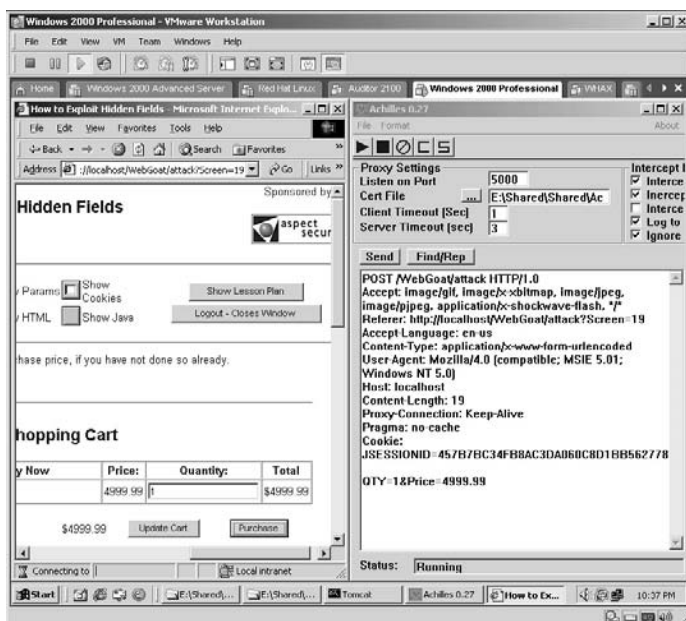 Windows 2000 Professional - VMware Workstation
File Edit View VM Team Windows Help
Home Windows 2000 Advanced Server Red Hat Linux Auditor 2100 Windows 2000 Professional WHAX
How to Exploit Hidden Fields - Microsoft Internet Explo...
File Edit View Favorites Tools Help
Back Search Favorites
Address ://localhost/WebGoat/attack?Screen=19 Go Links »
Sponsored by
Hidden Fields
aspect
secur
Params Show Cookies
Show Lesson Plan
HTML Show Java
Logout - Closes Window
chase price, if you have not done so already.
hopping Cart
y Now Price: Quantity: Total
4999.99 1 $4999.99
$4999.99 Update Cart Purchase
Connecting to Local intranet
Achilles 0.27
File Format About
Proxy Settings
Listen on Port 5000
Cert File ... E:\Shared\Shared\Ac
Client Timeout (Sec) 1
Server Timeout (sec) 3
Intercept
Interce
Incercep
Interce
Log to
Ignore
Send Find/Rep
POST /WebGoat/attack HTTP/1.0
Accept: image/gif, image/x-xbitmap, image/jpeg,
image/pjpeg, application/x-shockwave-flash, */*
Referer: http://localhost/WebGoat/attack?Screen=19
Accept-Language: en-us
Content-Type: application/x-www-form-urlencoded
User-Agent: Mozilla/4.0 (compatible; MSIE 5.01;
Windows NT 5.0)
Host: localhost
Content-Length: 19
Proxy-Connection: Keep-Alive
Pragma: no-cache
Cookie:
JSESSIONID=457B7BC34FB8AC3DA060C8D1BB562778
QTY=1&Price=4999.99
Status: Running
Start E:\Shared\... E:\Shared\... Tomcat Achilles 0.27 How to Ex... 10:37 PM